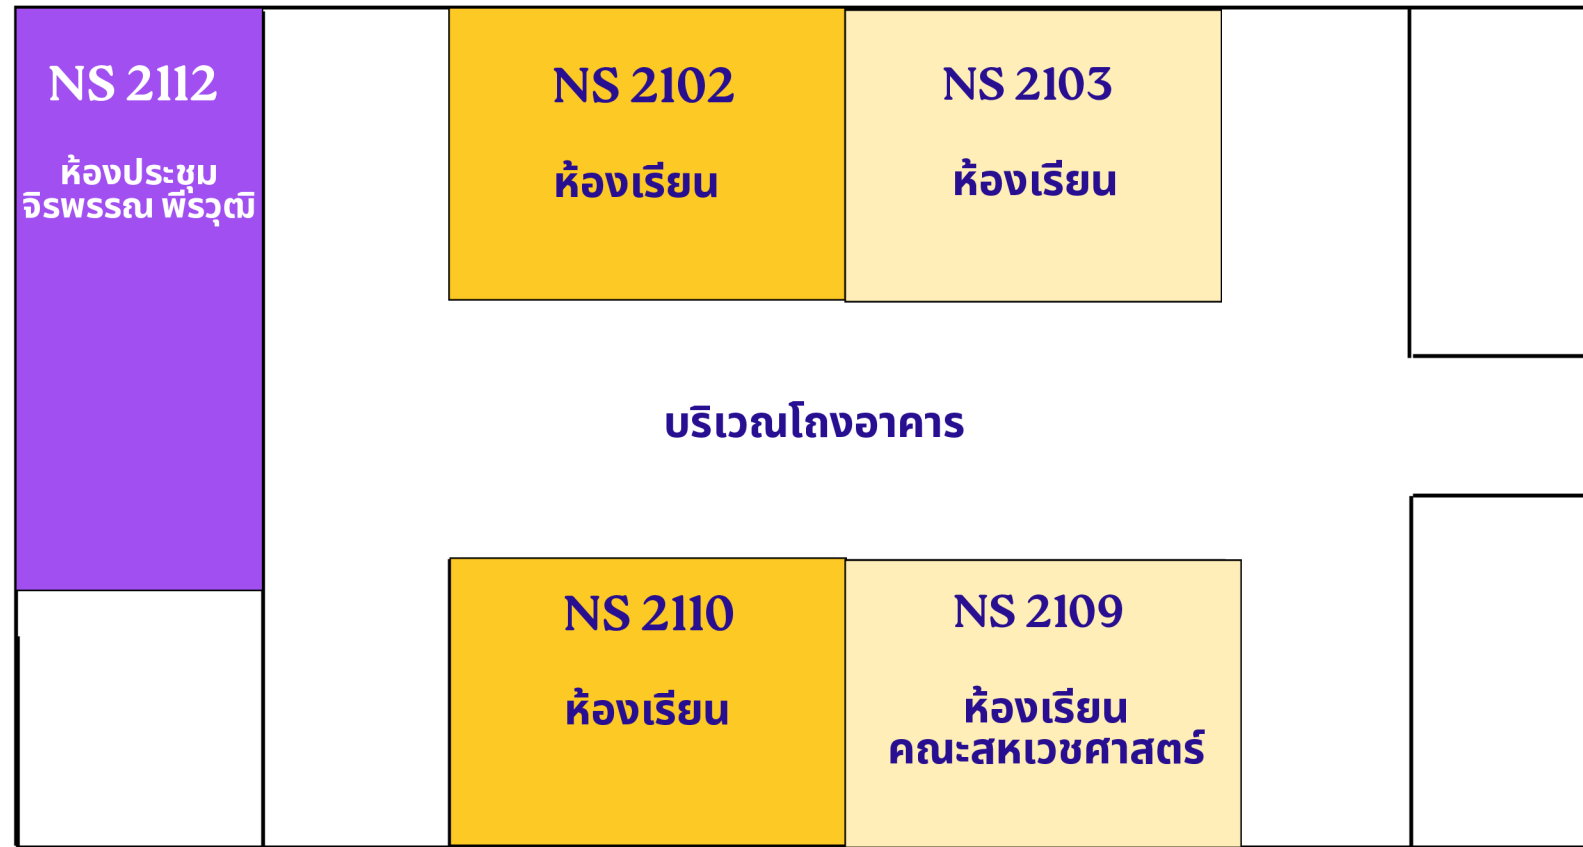 NS 2112
ห้องประชุม
จิรพรรณ พีรวุฒิ
NS 2102
ห้องเรียน
NS 2103
ห้องเรียน
บริเวณโถงอาคาร
NS 2110
ห้องเรียน
NS 2109
ห้องเรียน
คณะสหเวชศาสตร์